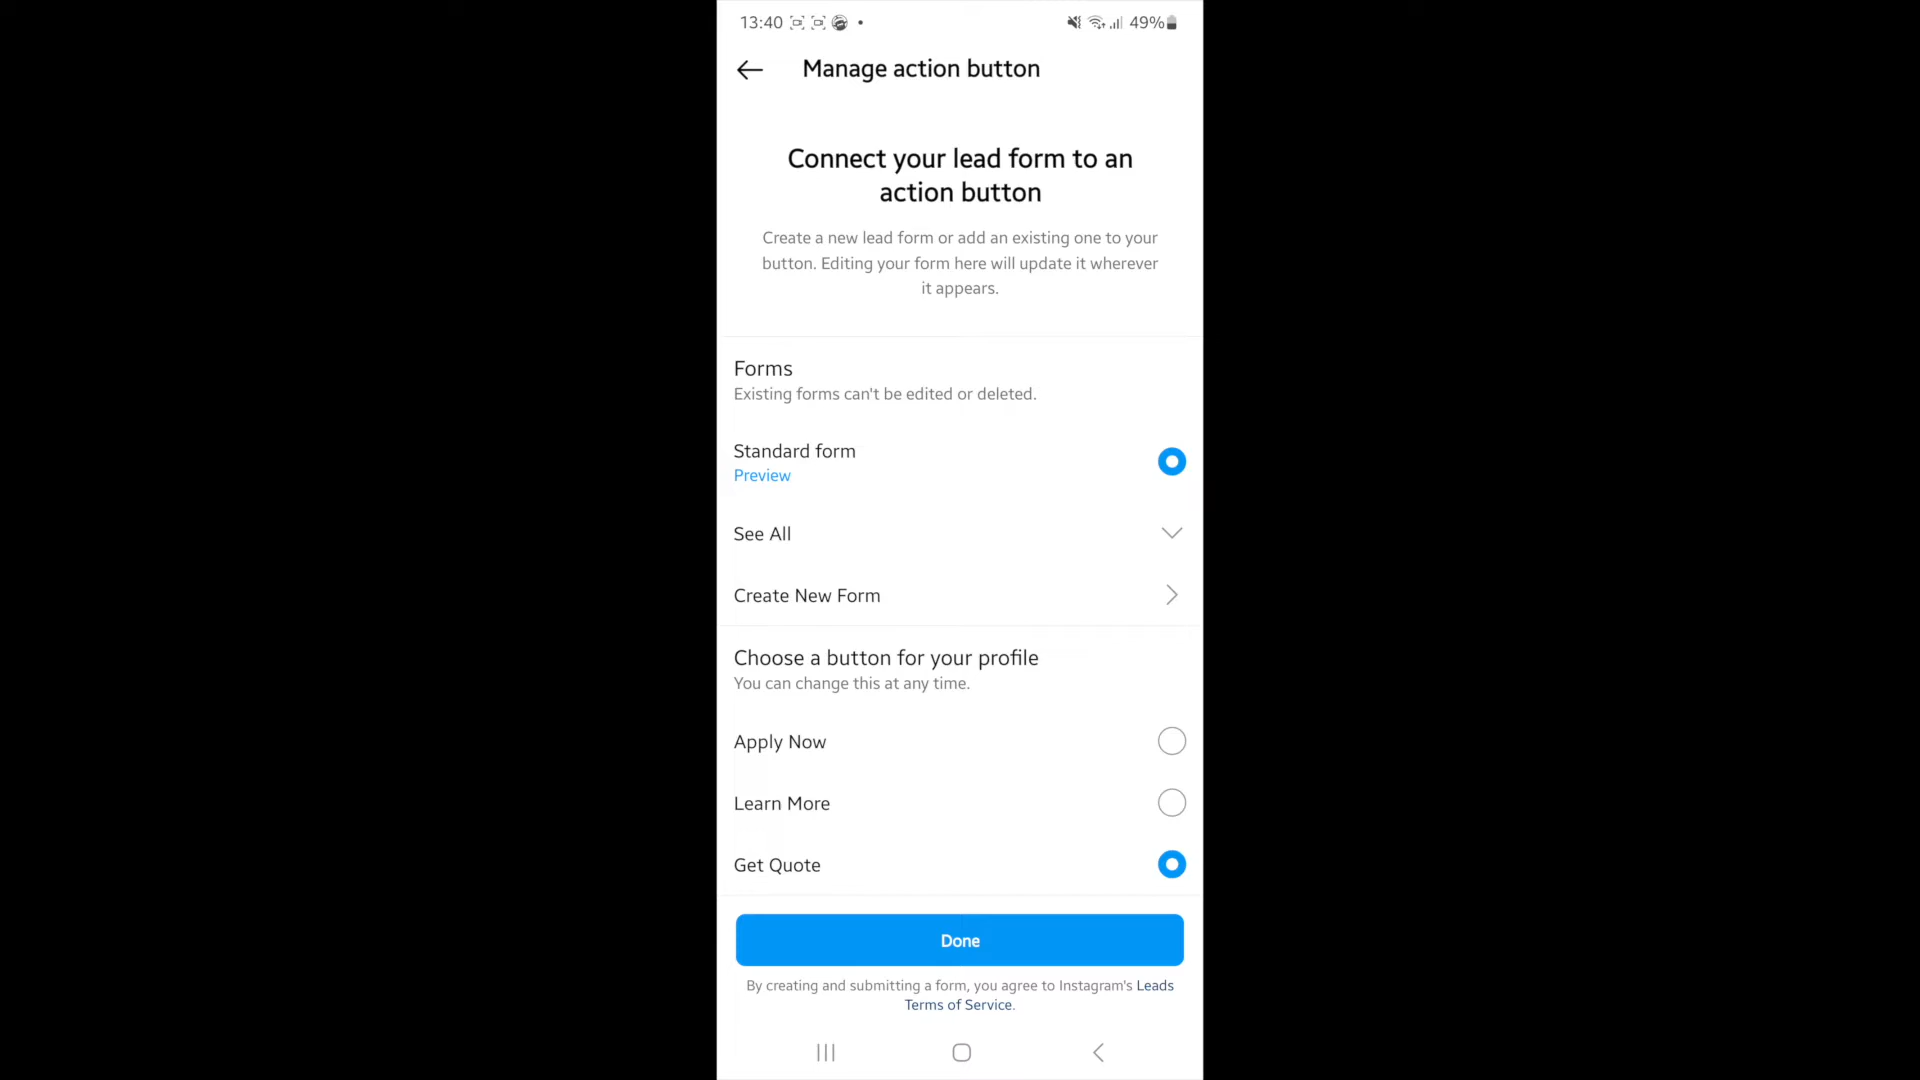 13:40
49%
Manage action button
Connect your lead form to an
action button
Create a new lead form or add an existing one to your
button. Editing your form here will update it wherever
it appears.
Forms
Existing forms can't be edited or deleted.
Standard form
Preview
See All
Create New Form
Choose a button for your profile
You can change this at any time.
Apply Now
Learn More
Get Quote
Done
By creating and submitting a form, you agree to Instagram's Leads
Terms of Service.